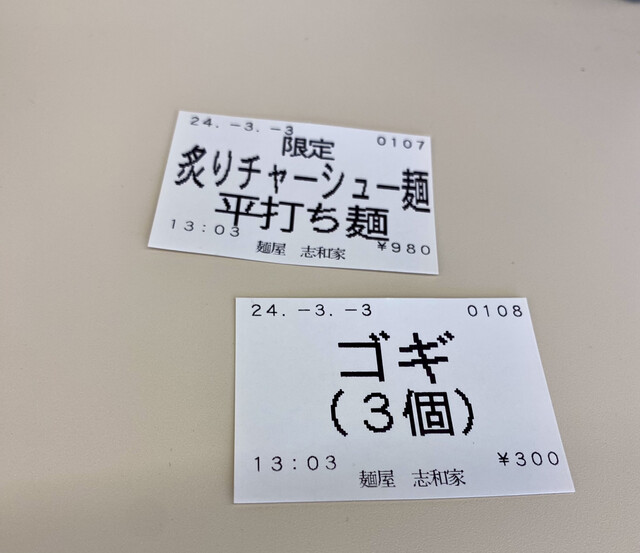 24. -3. -3 0107
限定
炙りチャーシュー麺
平打ち麺
13:03 ¥980
麺屋 志和家
24. -3. -3 0108
ゴギ
(3個)
13:03 ¥300
麺屋 志和家